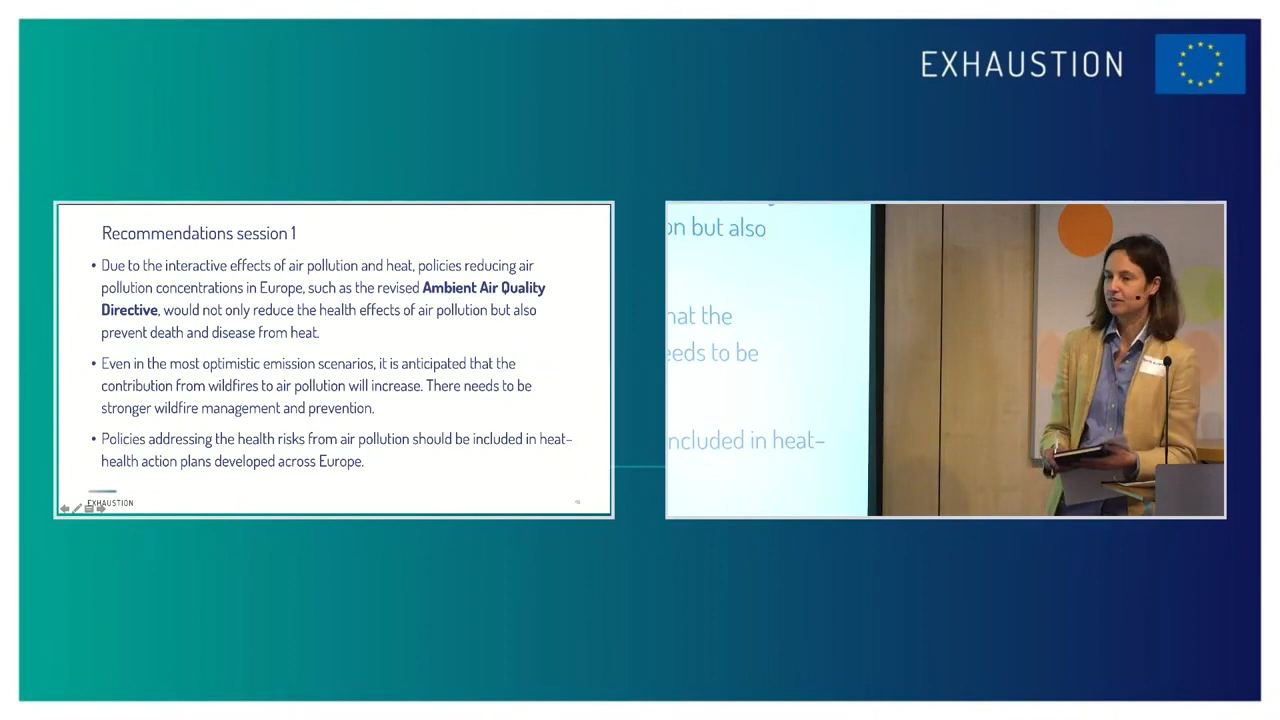 EXHAUSTION
Recommendations session 1
• Due to the interactive effects of air pollution and heat, policies reducing air
pollution concentrations in Europe, such as the revised Ambient Air Quality
Directive, would not only reduce the health effects of air pollution but also
prevent death and disease from heat.
• Even in the most optimistic emission scenarios, it is anticipated that the
contribution from wildfires to air pollution will increase. There needs to be
stronger wildfire management and prevention.
• Policies addressing the health risks from air pollution should be included in heat–
health action plans developed across Europe.
EXHAUSTION
on but also
hat the
eeds to be
included in heat–